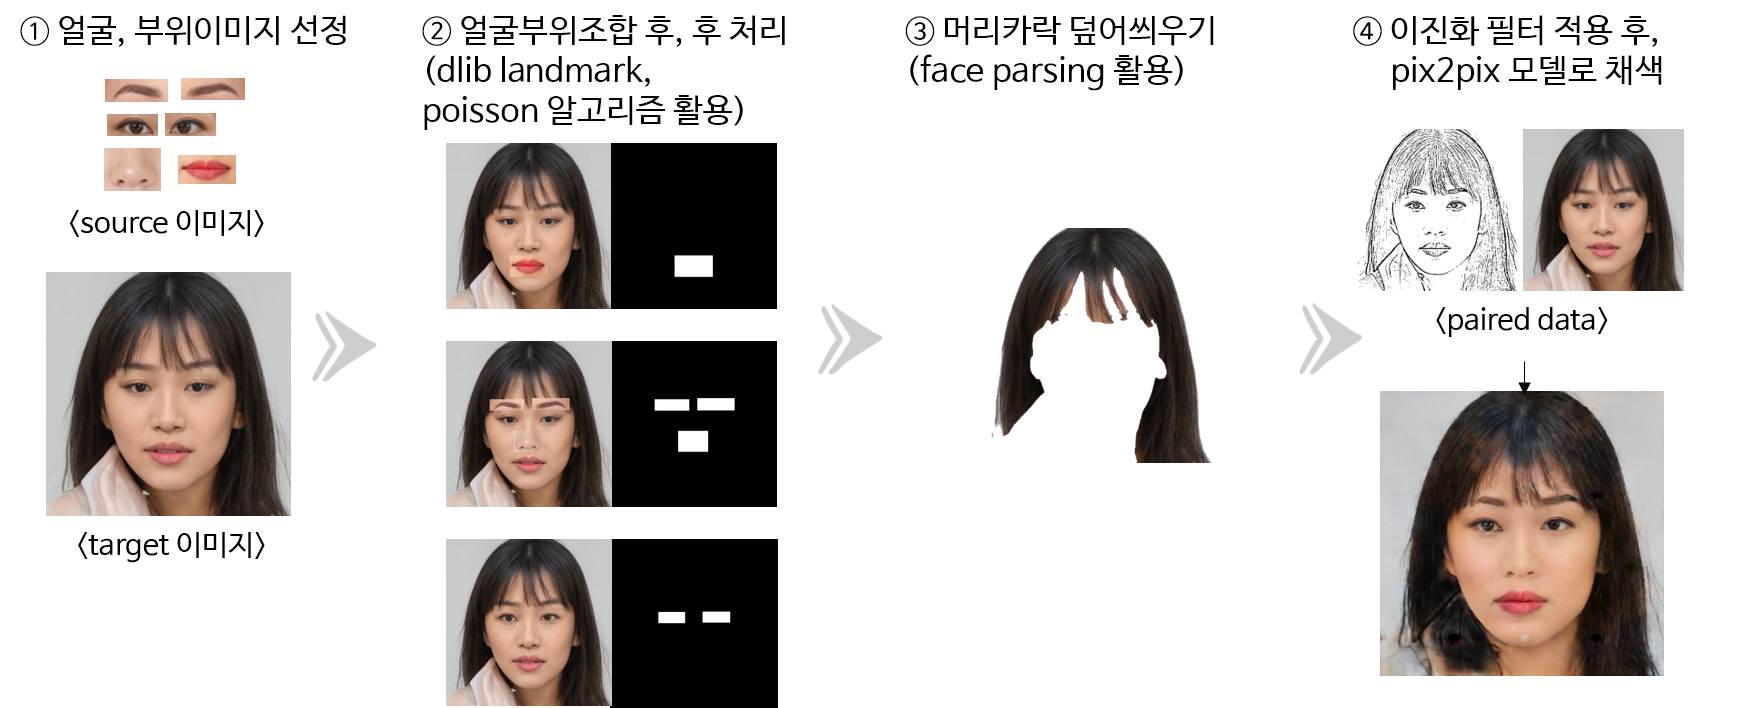 ① 얼굴, 부위이미지 선정
〈source 이미지〉
〈target 이미지〉
② 얼굴부위조합 후, 후 처리
(dlib landmark,
poisson 알고리즘 활용)
③ 머리카락 덮어씌우기
(face parsing 활용)
④ 이진화 필터 적용 후,
pix2pix 모델로 채색
〈paired data〉